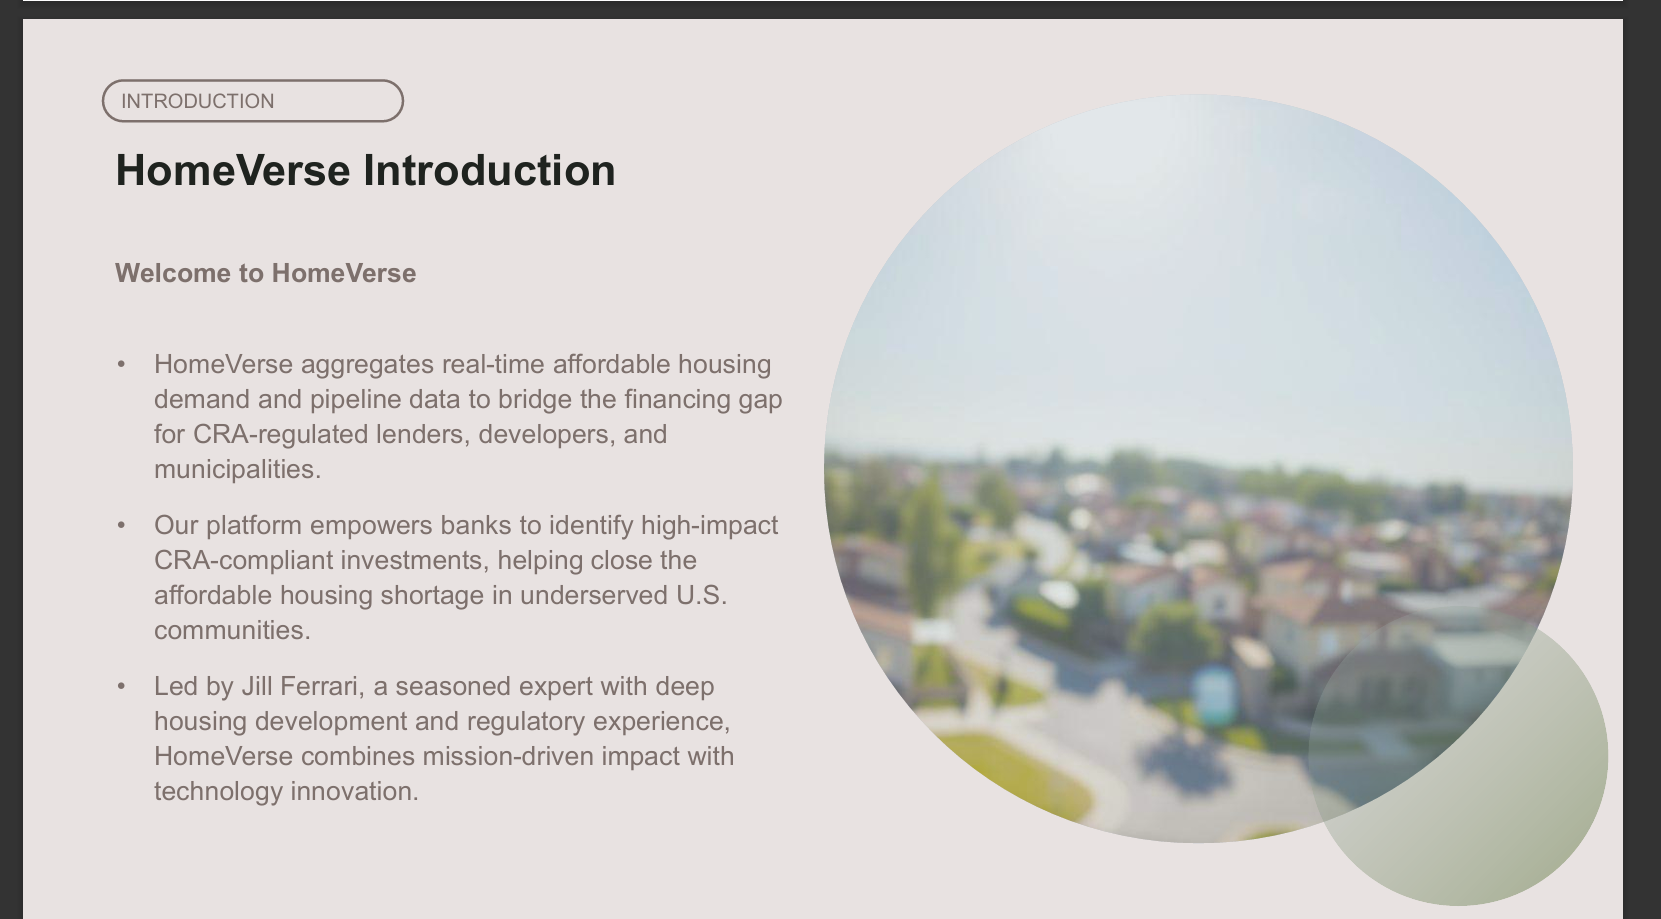 INTRODUCTION
HomeVerse Introduction
Welcome to HomeVerse
• HomeVerse aggregates real-time affordable housing
demand and pipeline data to bridge the financing gap
for CRA-regulated lenders, developers, and
municipalities.
• Our platform empowers banks to identify high-impact
CRA-compliant investments, helping close the
affordable housing shortage in underserved U.S.
communities.
• Led by Jill Ferrari, a seasoned expert with deep
housing development and regulatory experience,
HomeVerse combines mission-driven impact with
technology innovation.